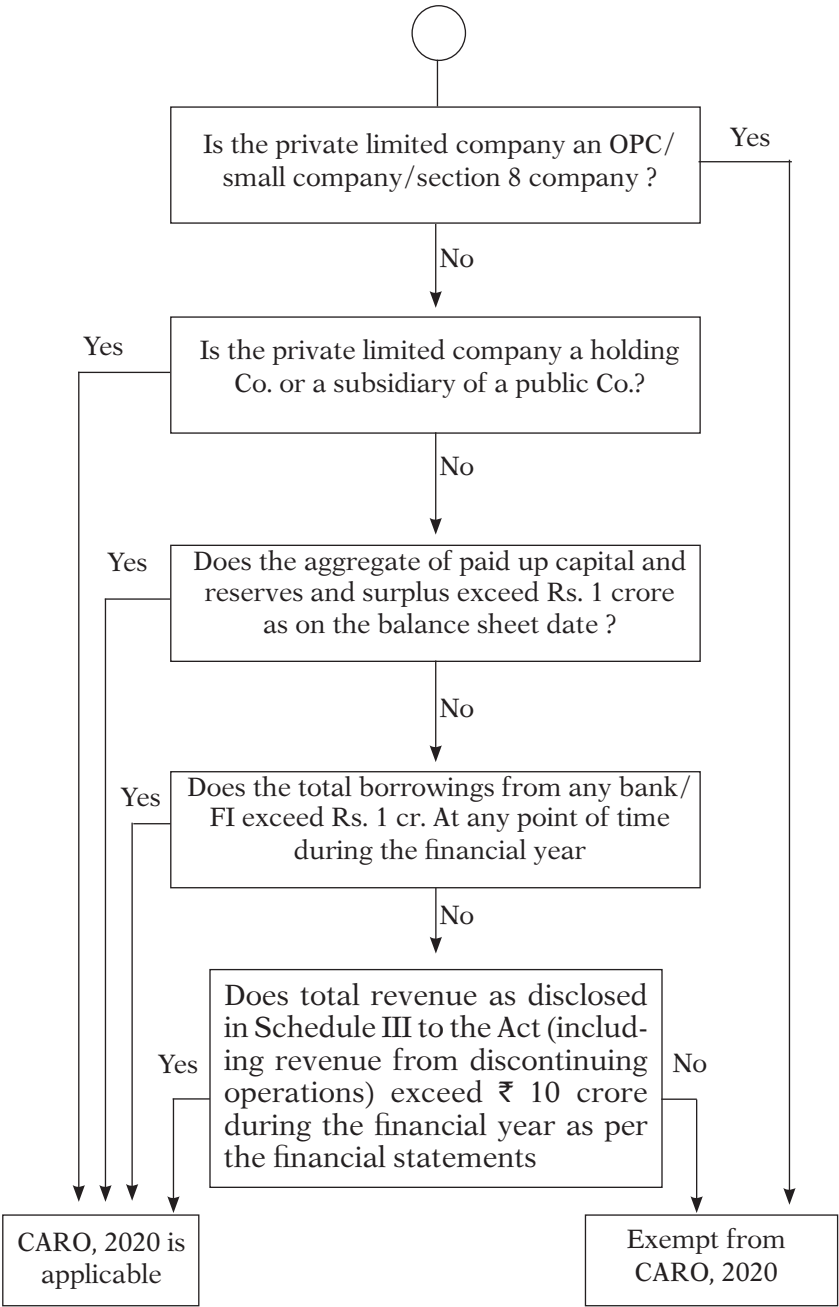 Is the private limited company an OPC/
small company/section 8 company ?
Yes
No
Yes
Is the private limited company a holding
Co. or a subsidiary of a public Co.?
No
Yes
Does the aggregate of paid up capital and
reserves and surplus exceed Rs. 1 crore
as on the balance sheet date ?
No
Yes
Does the total borrowings from any bank/
FI exceed Rs. 1 cr. At any point of time
during the financial year
No
Yes
Does total revenue as disclosed
in Schedule III to the Act (includ-
ing revenue from discontinuing
operations) exceed ₹ 10 crore
during the financial year as per
the financial statements
No
CARO, 2020 is
applicable
Exempt from
CARO, 2020